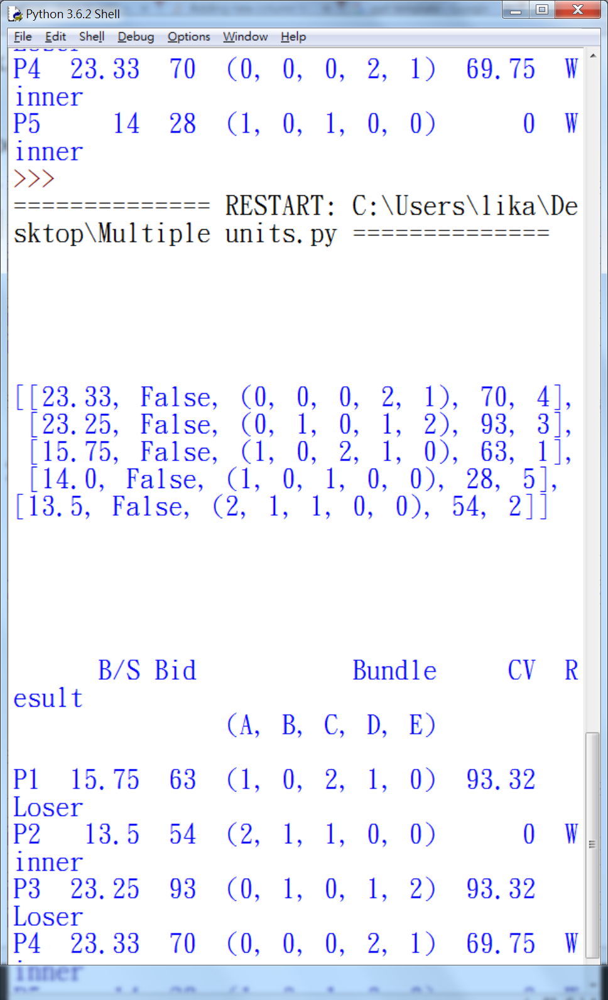 Python 3.6.2 Shell
File Edit Shell Debug Options Window Help
Loser
P4 23.33 70 (0, 0, 0, 2, 1) 69.75 W
inner
P5 14 28 (1, 0, 1, 0, 0) 0 W
inner
>>>
============== RESTART: C:\Users\lika\De
sktop\Multiple units.py ==============
[[23.33, False, (0, 0, 0, 2, 1), 70, 4],
[23.25, False, (0, 1, 0, 1, 2), 93, 3],
[15.75, False, (1, 0, 2, 1, 0), 63, 1],
[14.0, False, (1, 0, 1, 0, 0), 28, 5],
[13.5, False, (2, 1, 1, 0, 0), 54, 2]]
B/S Bid Bundle CV R
esult
(A, B, C, D, E)
P1 15.75 63 (1, 0, 2, 1, 0) 93.32
Loser
P2 13.5 54 (2, 1, 1, 0, 0) 0 W
inner
P3 23.25 93 (0, 1, 0, 1, 2) 93.32
Loser
P4 23.33 70 (0, 0, 0, 2, 1) 69.75 W
inner